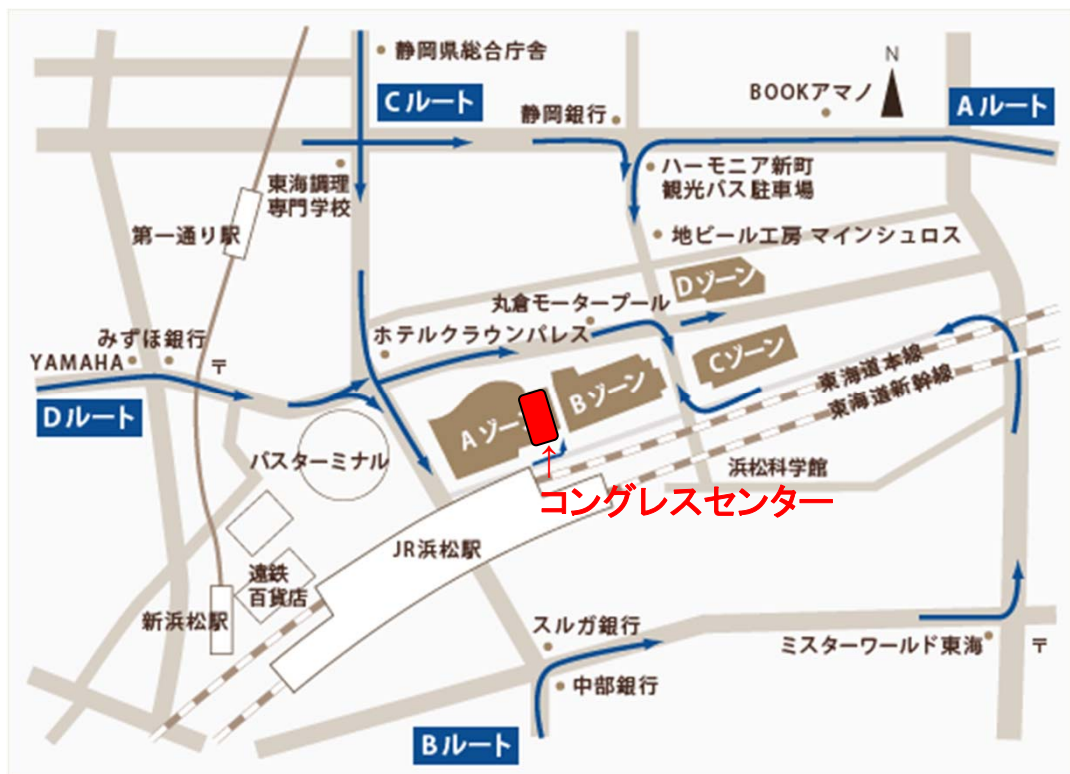 静岡県総合庁舎
N
BOOKアマノ
Cルート
Aルート
静岡銀行
ハーモニア新町
観光バス駐車場
東海調理
専門学校
第一通り駅
地ビール工房 マインシュロス
Dゾーン
丸倉モータープール
みずほ銀行
ホテルクラウンパレス
YAMAHA
〒
Cゾーン
東海道本線
東海道新幹線
Bゾーン
Dルート
Aゾーン
バスターミナル
浜松科学館
コングレスセンター
JR浜松駅
遠鉄
百貨店
新浜松駅
スルガ銀行
ミスターワールド東海
〒
中部銀行
Bルート